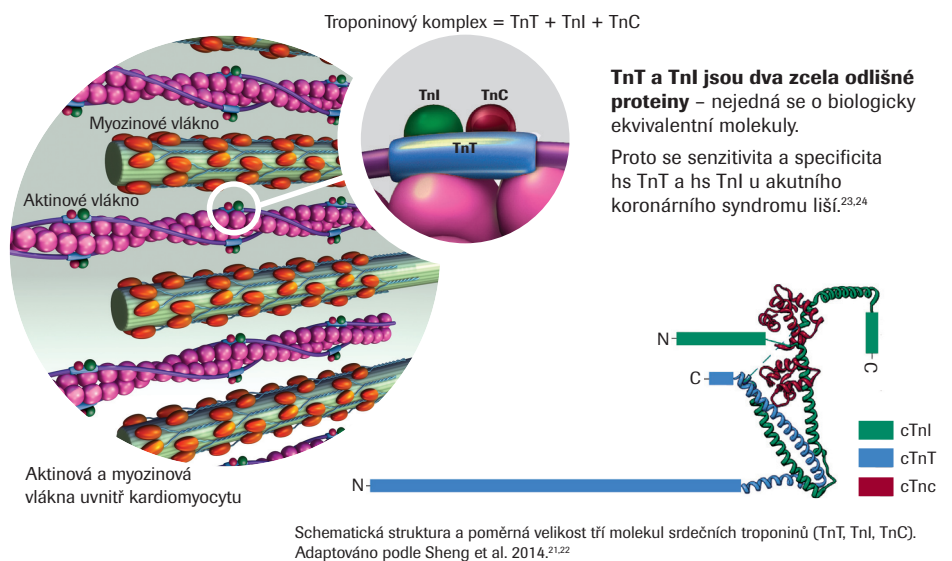 Troponinový komplex = TnT + TnI + TnC
TnI
TnC
TnT
Myozinové vlákno
Aktinové vlákno
Aktinová a myozinová
vlákna uvnitř kardiomyocytu
TnT a TnI jsou dva zcela odlišné
proteiny – nejedná se o biologicky
ekvivalentní molekuly.
Proto se senzitivita a specificita
hs TnT a hs TnI u akutního
koronárního syndromu liší.23,24
N
C
C
N
cTnI
cTnT
cTnc
Schematická struktura a poměrná velikost tří molekul srdečních troponinů (TnT, TnI, TnC).
Adaptováno podle Sheng et al. 2014.21,22